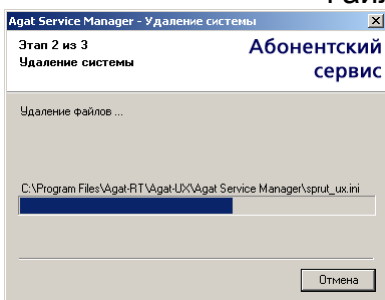 Agat Service Manager - Удаление системы
Этап 2 из 3
Удаление системы
Абонентский
сервис
Удаление файлов ...
C:\Program Files\Agat-RT\Agat-UX\Agat Service Manager\sprut_ux.ini
Отмена